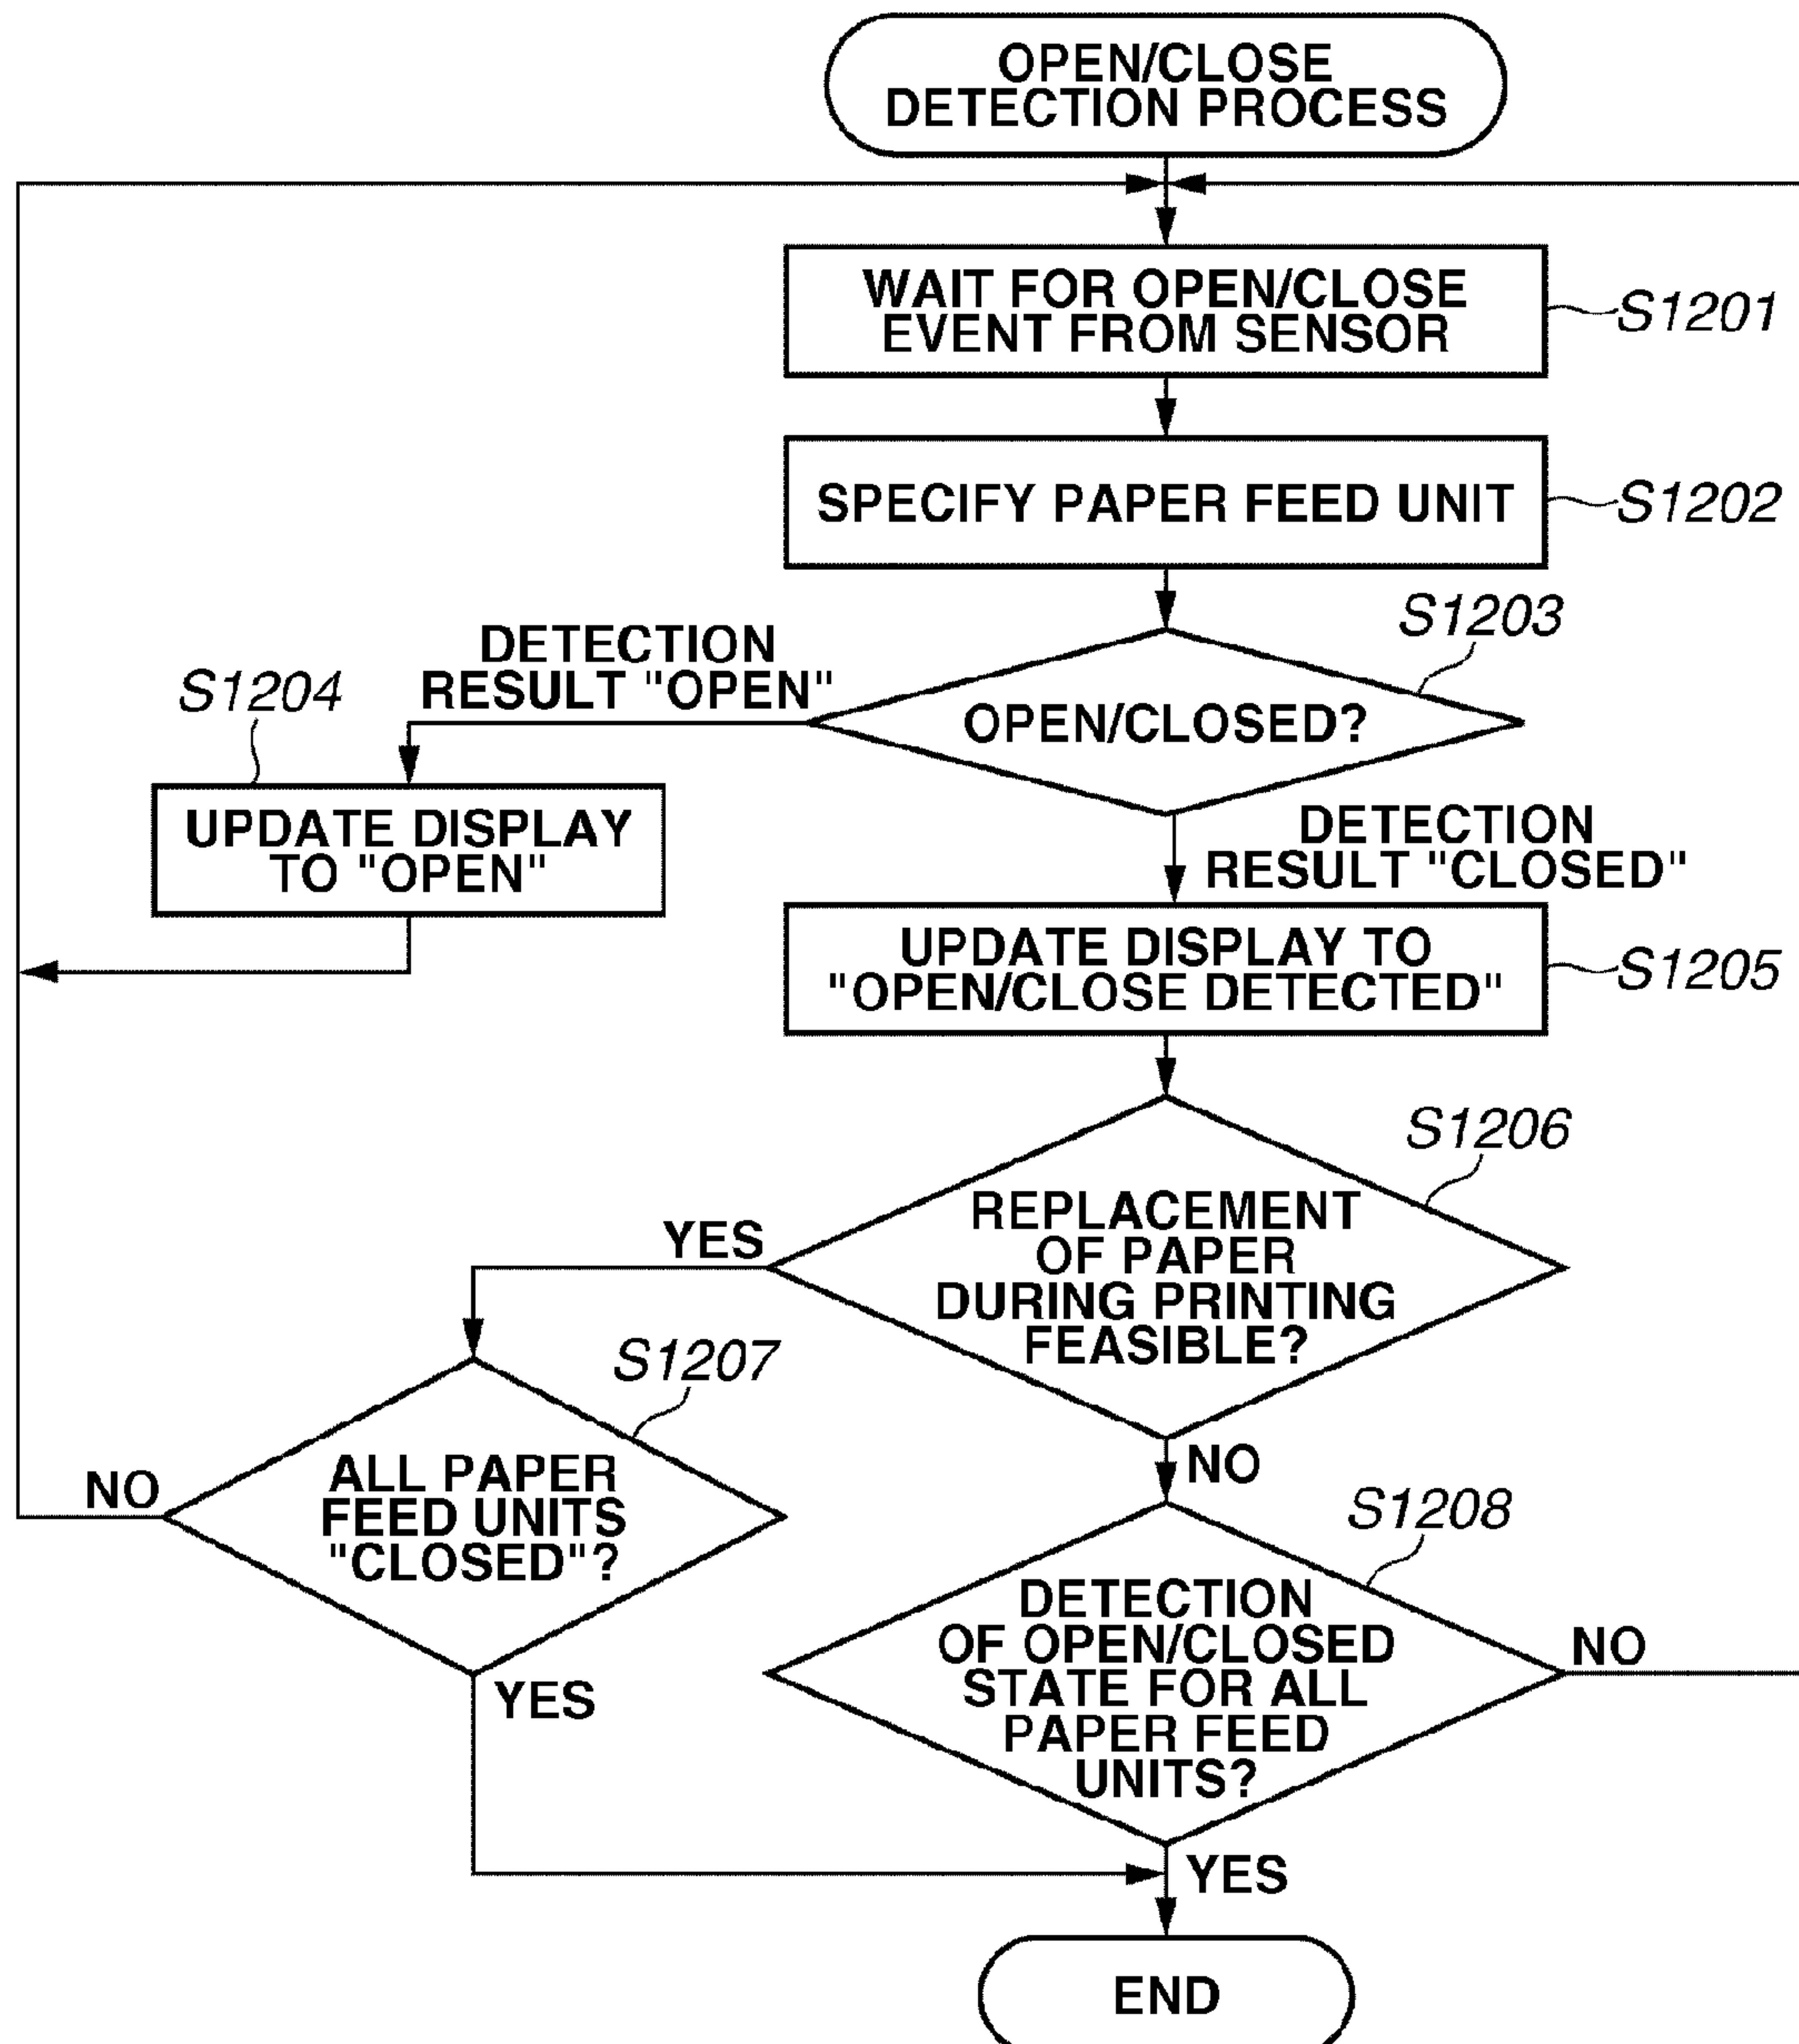 OPEN/CLOSE
DETECTION PROCESS
WAIT FOR OPEN/CLOSE
EVENT FROM SENSOR
S1201
SPECIFY PAPER FEED UNIT
S1202
S1203
DETECTION
RESULT "OPEN"
OPEN/CLOSED?
S1204
UPDATE DISPLAY
TO "OPEN"
DETECTION
RESULT "CLOSED"
UPDATE DISPLAY TO
"OPEN/CLOSE DETECTED"
S1205
S1206
REPLACEMENT
OF PAPER
DURING PRINTING
FEASIBLE?
YES
S1207
ALL PAPER
FEED UNITS
"CLOSED"?
NO
NO
S1208
DETECTION
OF OPEN/CLOSED
STATE FOR ALL
PAPER FEED
UNITS?
NO
YES
YES
END